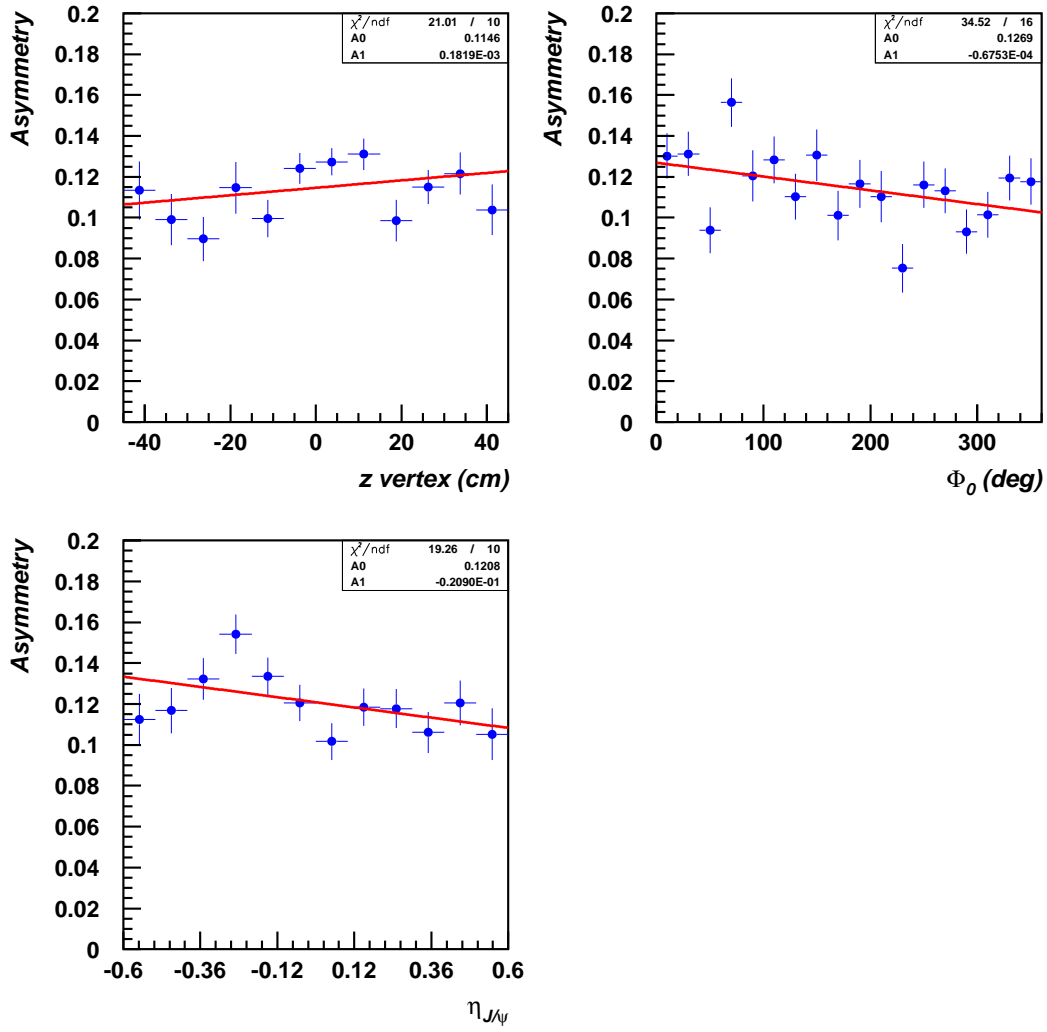 Asymmetry
0.2
0.18
0.16
0.14
0.12
0.1
0.08
0.06
0.04
0.02
0
χ²/ndf 21.01 / 10
A0 0.1146
A1 0.1819E-03
-40 -20 0 20 40
z vertex (cm)
Asymmetry
0.2
0.18
0.16
0.14
0.12
0.1
0.08
0.06
0.04
0.02
0
χ²/ndf 34.52 / 16
A0 0.1269
A1 -0.6753E-04
0 100 200 300
Φ₀ (deg)
Asymmetry
0.2
0.18
0.16
0.14
0.12
0.1
0.08
0.06
0.04
0.02
0
χ²/ndf 19.26 / 10
A0 0.1208
A1 -0.2090E-01
-0.6 -0.36 -0.12 0.12 0.36 0.6
η J/ψ